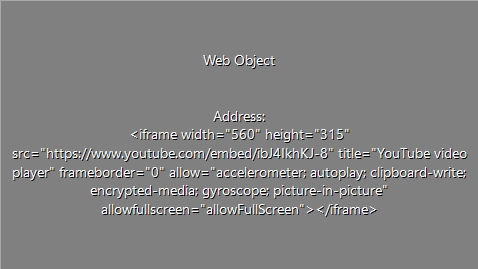 Web Object
Address:
<iframe width="560" height="315"
src="https://www.youtube.com/embed/ibJ4IkhKJ-8" title="YouTube video
player" frameborder="0" allow="accelerometer; autoplay; clipboard-write;
encrypted-media; gyroscope; picture-in-picture"
allowfullscreen="allowFullScreen"></iframe>